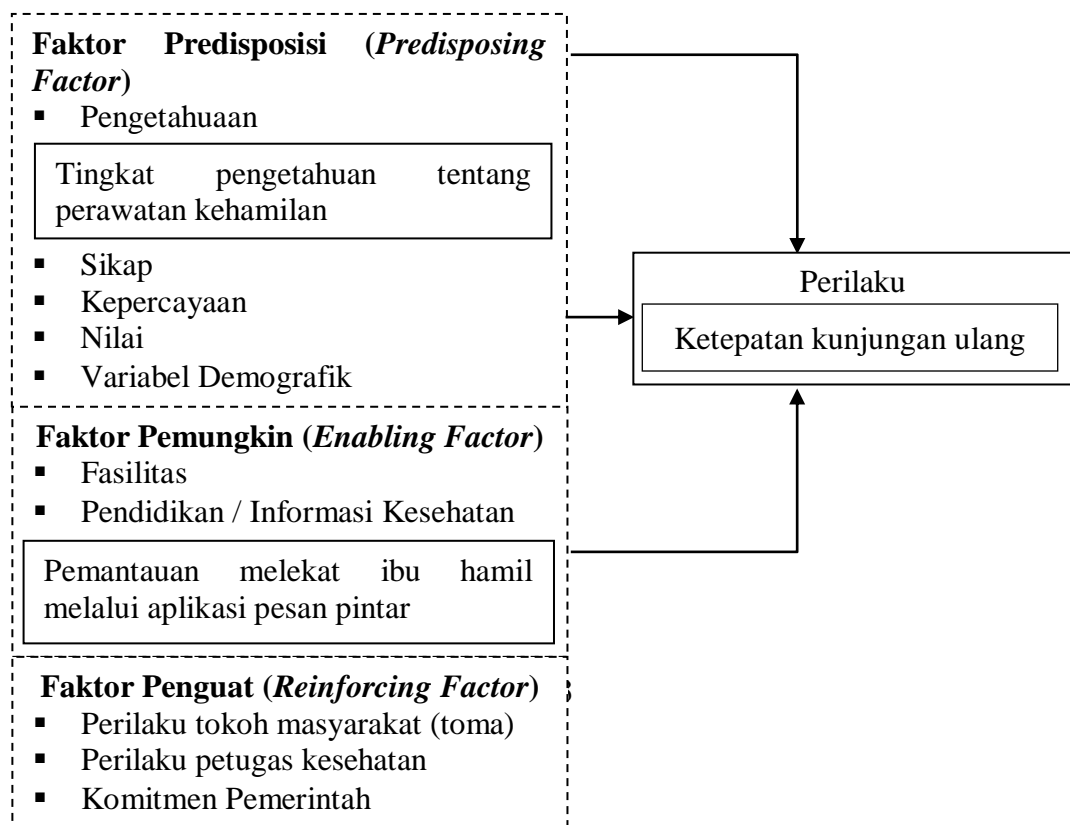 Faktor Predisposisi (Predisposing
Factor)
▪ Pengetahuaan
Tingkat pengetahuan tentang
perawatan kehamilan
▪ Sikap
▪ Kepercayaan
▪ Nilai
▪ Variabel Demografik
Faktor Pemungkin (Enabling Factor)
▪ Fasilitas
▪ Pendidikan / Informasi Kesehatan
Pemantauan melekat ibu hamil
melalui aplikasi pesan pintar
Faktor Penguat (Reinforcing Factor)
▪ Perilaku tokoh masyarakat (toma)
▪ Perilaku petugas kesehatan
▪ Komitmen Pemerintah
Perilaku
Ketepatan kunjungan ulang